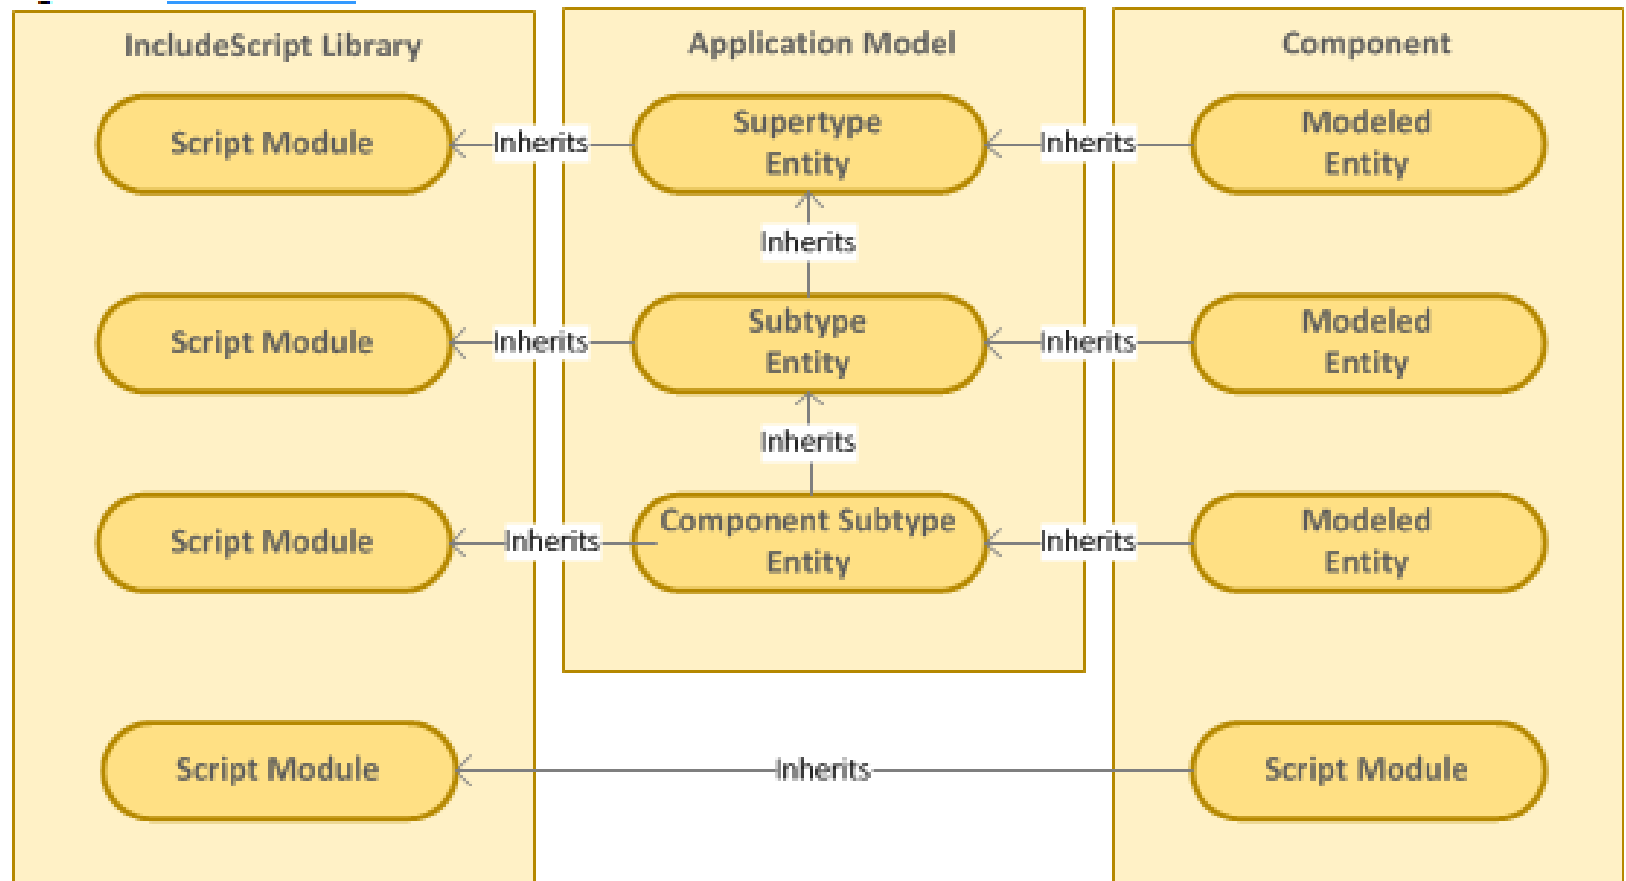 IncludeScript Library
Application Model
Component
Script Module
Inherits
Supertype
Entity
Inherits
Modeled
Entity
Inherits
Script Module
Inherits
Subtype
Entity
Inherits
Modeled
Entity
Inherits
Script Module
Inherits
Component Subtype
Entity
Inherits
Modeled
Entity
Script Module
Inherits
Script Module